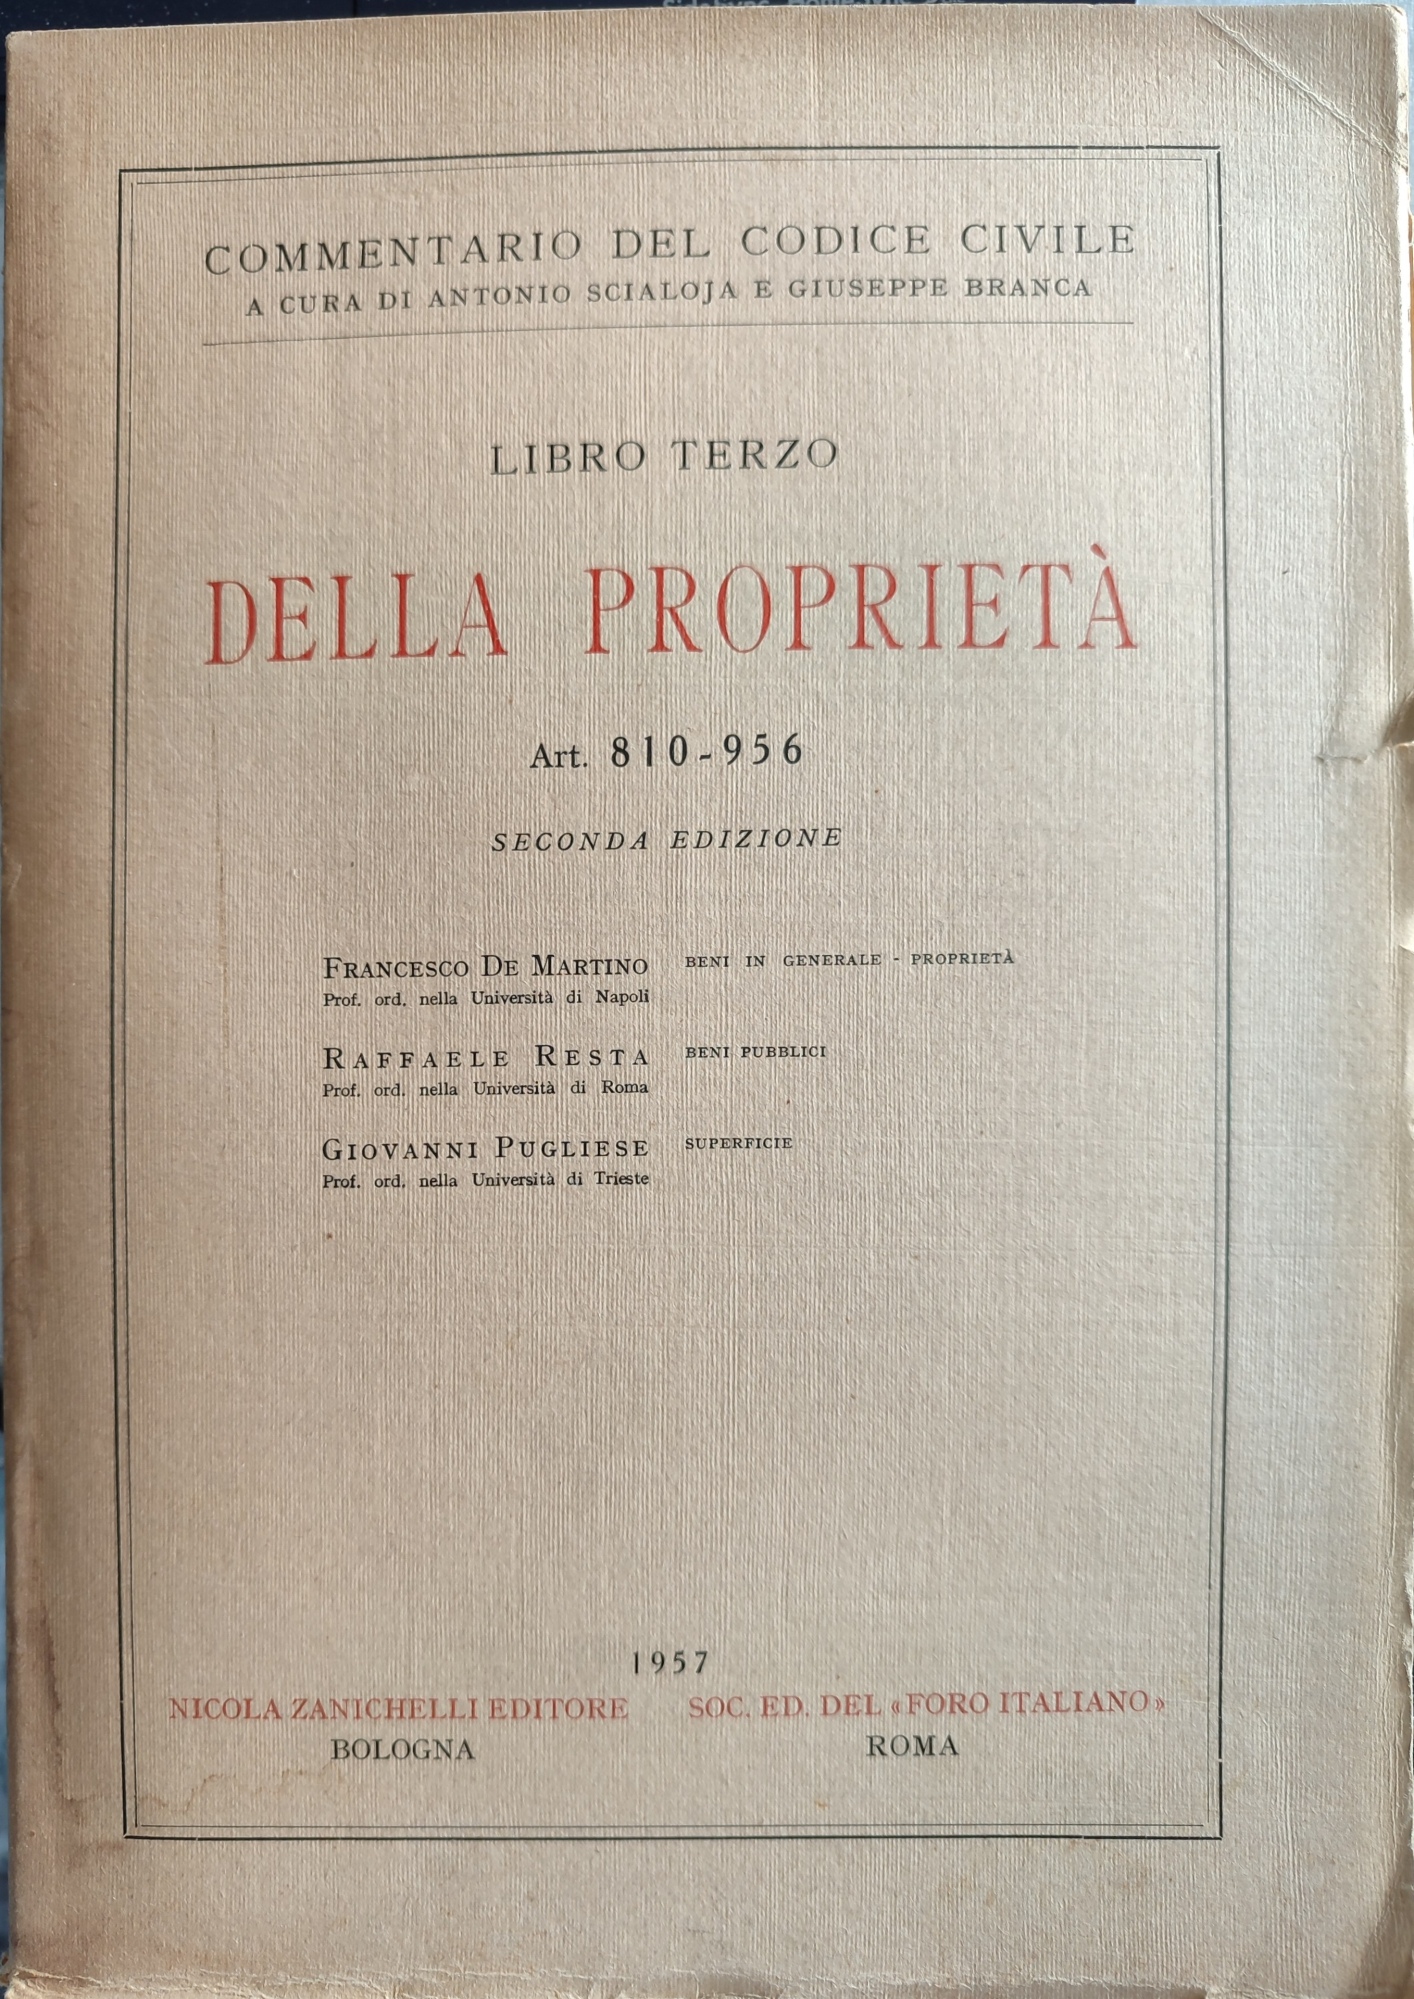 COMMENTARIO DEL CODICE CIVILE
A CURA DI ANTONIO SCIALOJA E GIUSEPPE BRANCA
LIBRO TERZO
DELLA PROPRIETÀ
Art. 810-956
SECONDA EDIZIONE
FRANCESCO DE MARTINO BENI IN GENERALE - PROPRIETÀ
Prof. ord. nella Università di Napoli
RAFFAELE RESTA BENI PUBBLICI
Prof. ord. nella Università di Roma
GIOVANNI PUGLIESE SUPERFICIE
Prof. ord. nella Università di Trieste
1957
NICOLA ZANICHELLI EDITORE SOC. ED. DEL «FORO ITALIANO»
BOLOGNA ROMA